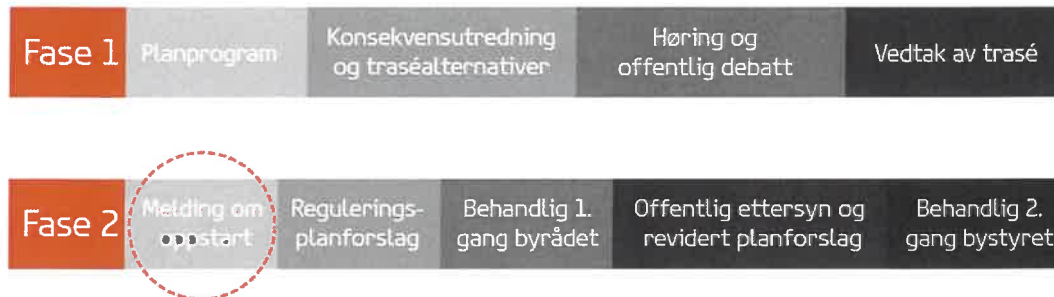 Fase 1
Planprogram
Konsekvensutredning
og traséalternativer
Høring og
offentlig debatt
Vedtak av trasé
Fase 2
Melding om
oppstart
Regulerings-
planforslag
Behandlig 1.
gang byrådet
Offentlig ettersyn og
revidert planforslag
Behandlig 2.
gang bystyret